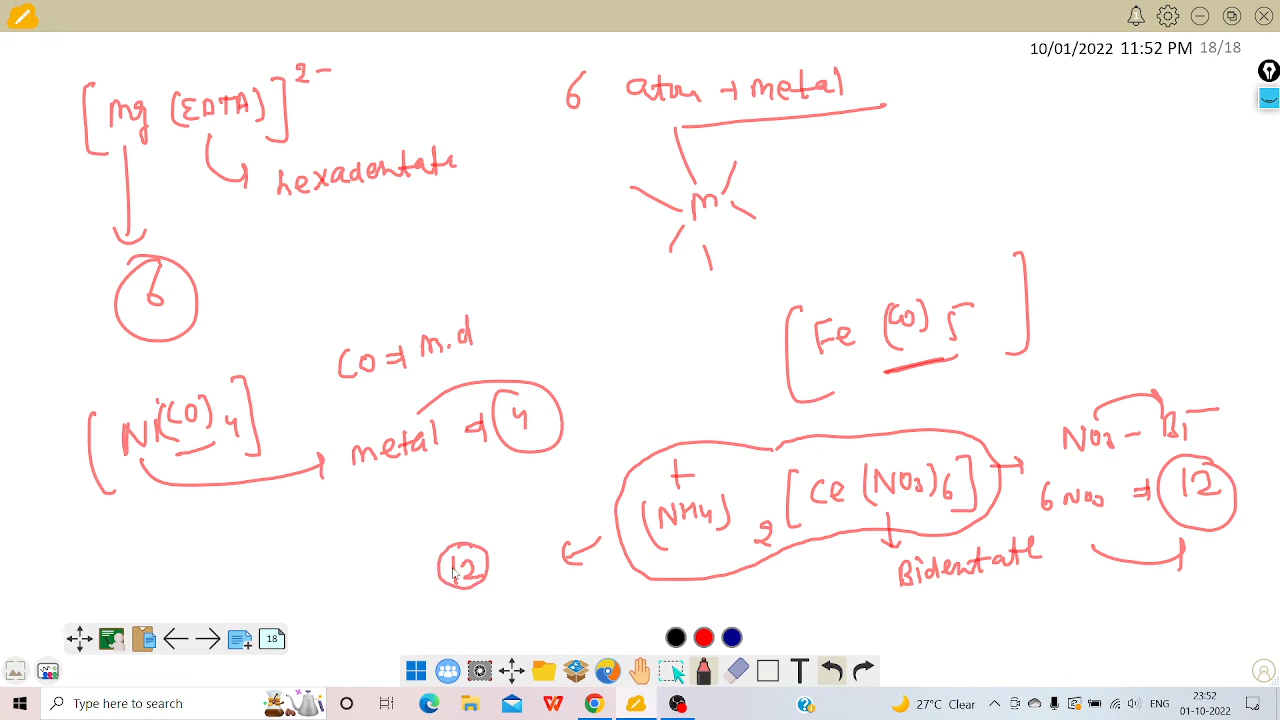 10/01/2022 11:52 PM 18/18
[Mg (EDTA)]2-
hexadentate
6
6 atom → metal
M
[Fe (CO)5]
CO ⇒ M.d
[Ni(CO)4]
metal ⇒ 4
NO3 - Bi
6 NO3 ⇒ 12
(NH4)+2 [Ce (NO3)6]
Bidentate
12
18
T
Type here to search
27°C Clear
ENG
23:52
01-10-2022